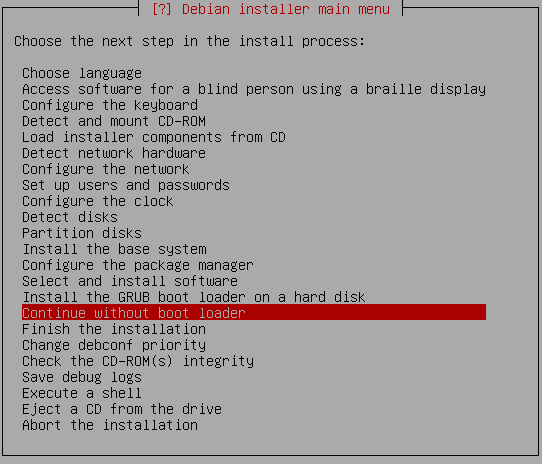 [?] Debian installer main menu
Choose the next step in the install process:
Choose language
Access software for a blind person using a braille display
Configure the keyboard
Detect and mount CD-ROM
Load installer components from CD
Detect network hardware
Configure the network
Set up users and passwords
Configure the clock
Detect disks
Partition disks
Install the base system
Configure the package manager
Select and install software
Install the GRUB boot loader on a hard disk
Continue without boot loader
Finish the installation
Change debconf priority
Check the CD-ROM(s) integrity
Save debug logs
Execute a shell
Eject a CD from the drive
Abort the installation